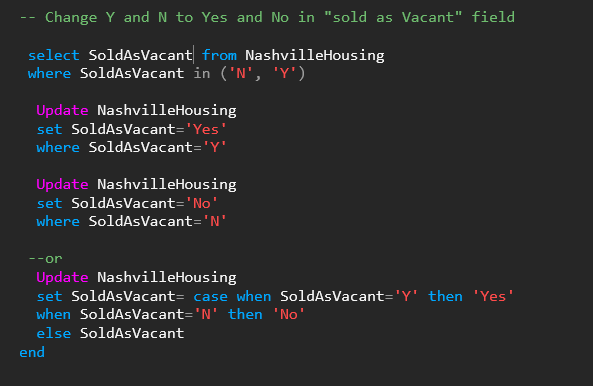 -- Change Y and N to Yes and No in "sold as Vacant" field
select SoldAsVacant from NashvilleHousing
where SoldAsVacant in ('N', 'Y')
Update NashvilleHousing
set SoldAsVacant='Yes'
where SoldAsVacant='Y'
Update NashvilleHousing
set SoldAsVacant='No'
where SoldAsVacant='N'
--or
Update NashvilleHousing
set SoldAsVacant= case when SoldAsVacant='Y' then 'Yes'
when SoldAsVacant='N' then 'No'
else SoldAsVacant
end